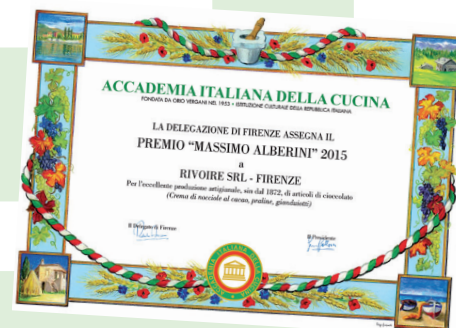 ACCADEMIA ITALIANA DELLA CUCINA
FONDATA DA ORIO VERGANI NEL 1953 • ISTITUZIONE CULTURALE DELLA REPUBBLICA ITALIANA
LA DELEGAZIONE DI FIRENZE ASSEGNA IL
PREMIO “MASSIMO ALBERINI” 2015
a
RIVOIRE SRL - FIRENZE
Per l'eccellente produzione artigianale, sin dal 1872, di articoli di cioccolato
(Crema di nocciole al cacao, praline, gianduiotti)
Il Delegato di Firenze
Il Presidente